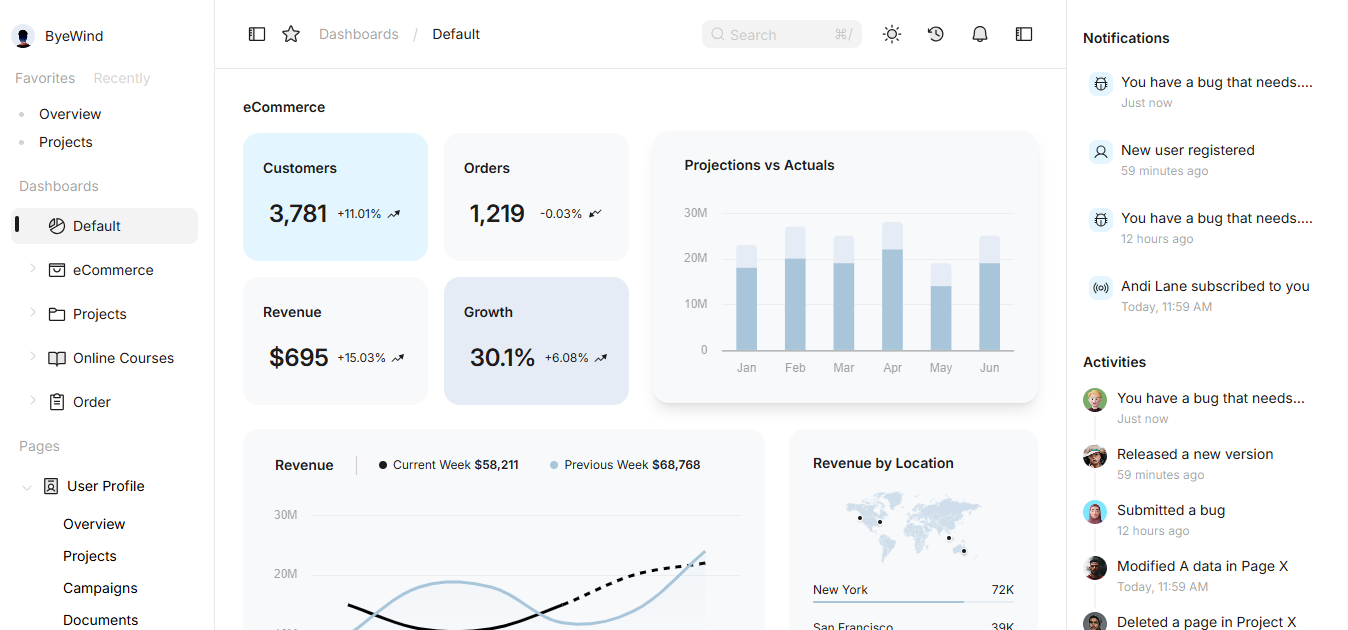 ByeWind
Favorites Recently
Overview
Projects
Dashboards
Default
eCommerce
Projects
Online Courses
Order
Pages
User Profile
Overview
Projects
Campaigns
Documents
Dashboards / Default
Search ⌘/
eCommerce
Customers
3,781 +11.01%
Orders
1,219 -0.03%
Revenue
$695 +15.03%
Growth
30.1% +6.08%
Projections vs Actuals
30M
20M
10M
0
Jan Feb Mar Apr May Jun
Revenue Current Week $58,211 Previous Week $68,768
30M
20M
Revenue by Location
New York 72K
San Francisco 39K
Notifications
You have a bug that needs....
Just now
New user registered
59 minutes ago
You have a bug that needs....
12 hours ago
Andi Lane subscribed to you
Today, 11:59 AM
Activities
You have a bug that needs...
Just now
Released a new version
59 minutes ago
Submitted a bug
12 hours ago
Modified A data in Page X
Today, 11:59 AM
Deleted a page in Project X